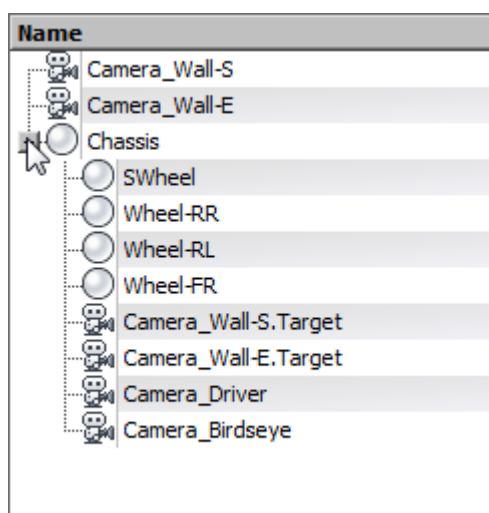 Name
Camera_Wall-S
Camera_Wall-E
Chassis
SWheel
Wheel-RR
Wheel-RL
Wheel-FR
Camera_Wall-S.Target
Camera_Wall-E.Target
Camera_Driver
Camera_Birdseye